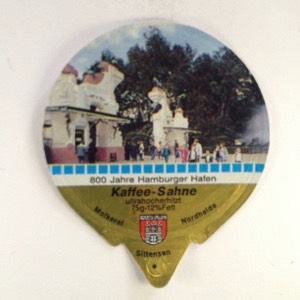 800 Jahre Hamburger Hafen
Kaffee-Sahne
ultrahocherhitzt
7,5g-12%Fett
Molkerei Nordheide
Sittensen